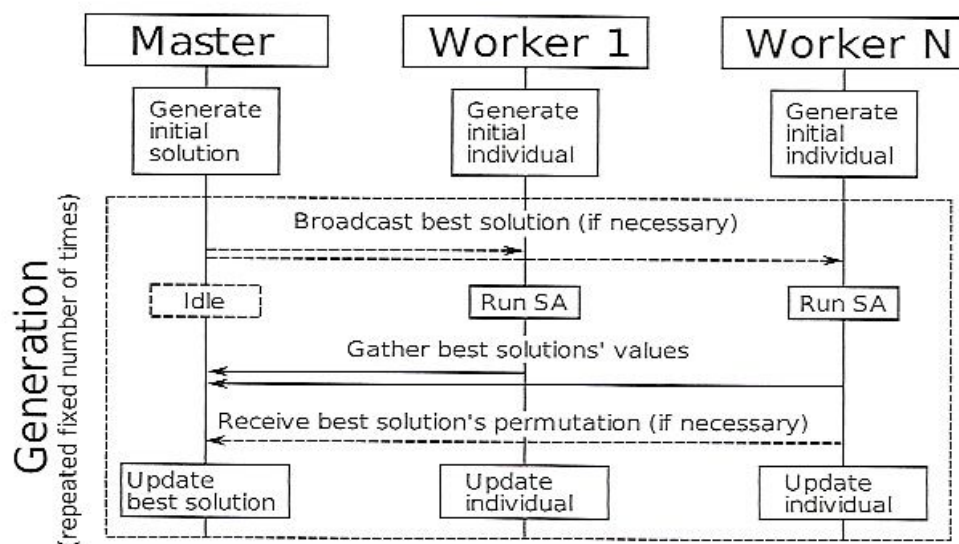 Master
Worker 1
Worker N
Generate
initial
solution
Generate
initial
individual
Generate
initial
individual
Generation
(repeated fixed number of times)
Broadcast best solution (if necessary)
Idle
Run SA
Run SA
Gather best solutions' values
Receive best solution's permutation (if necessary)
Update
best solution
Update
individual
Update
individual